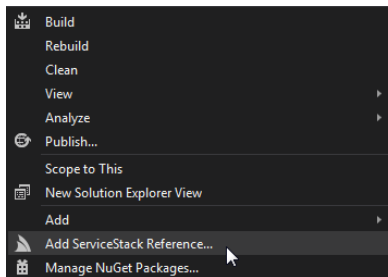 Build
Rebuild
Clean
View
Analyze
Publish...
Scope to This
New Solution Explorer View
Add
Add ServiceStack Reference...
Manage NuGet Packages...